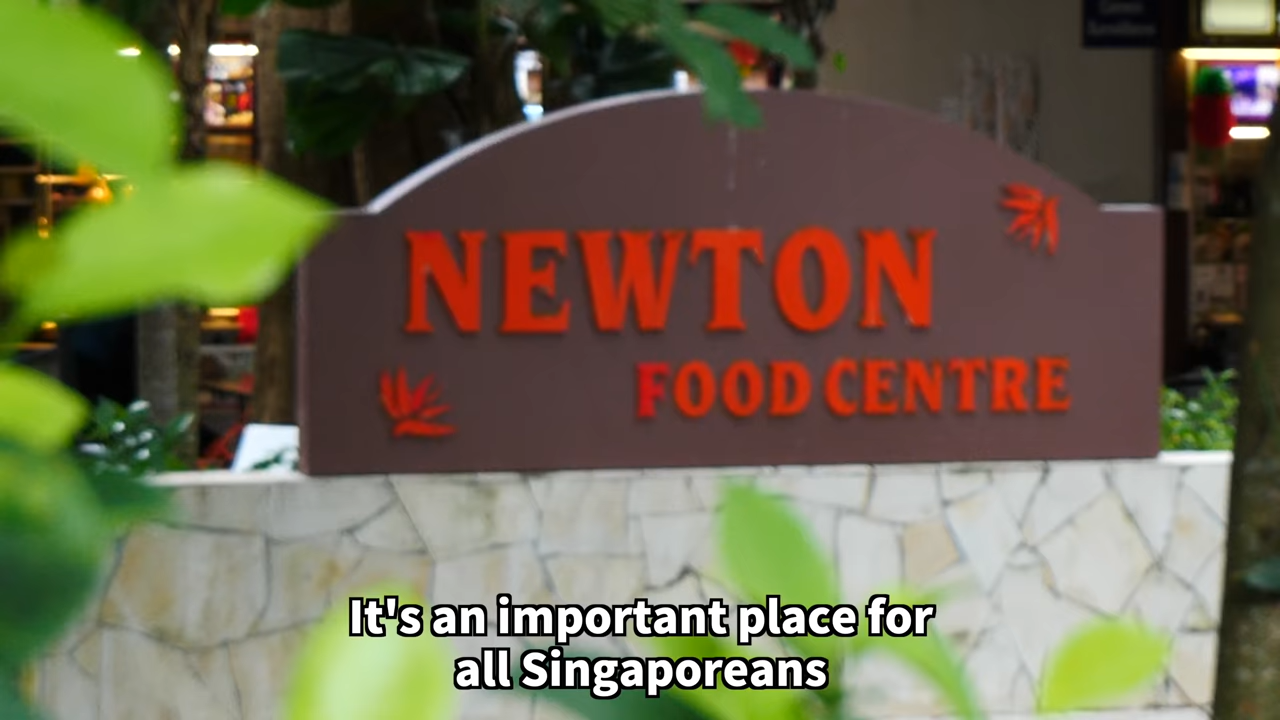 NEWTON
FOOD CENTRE
It's an important place for
all Singaporeans